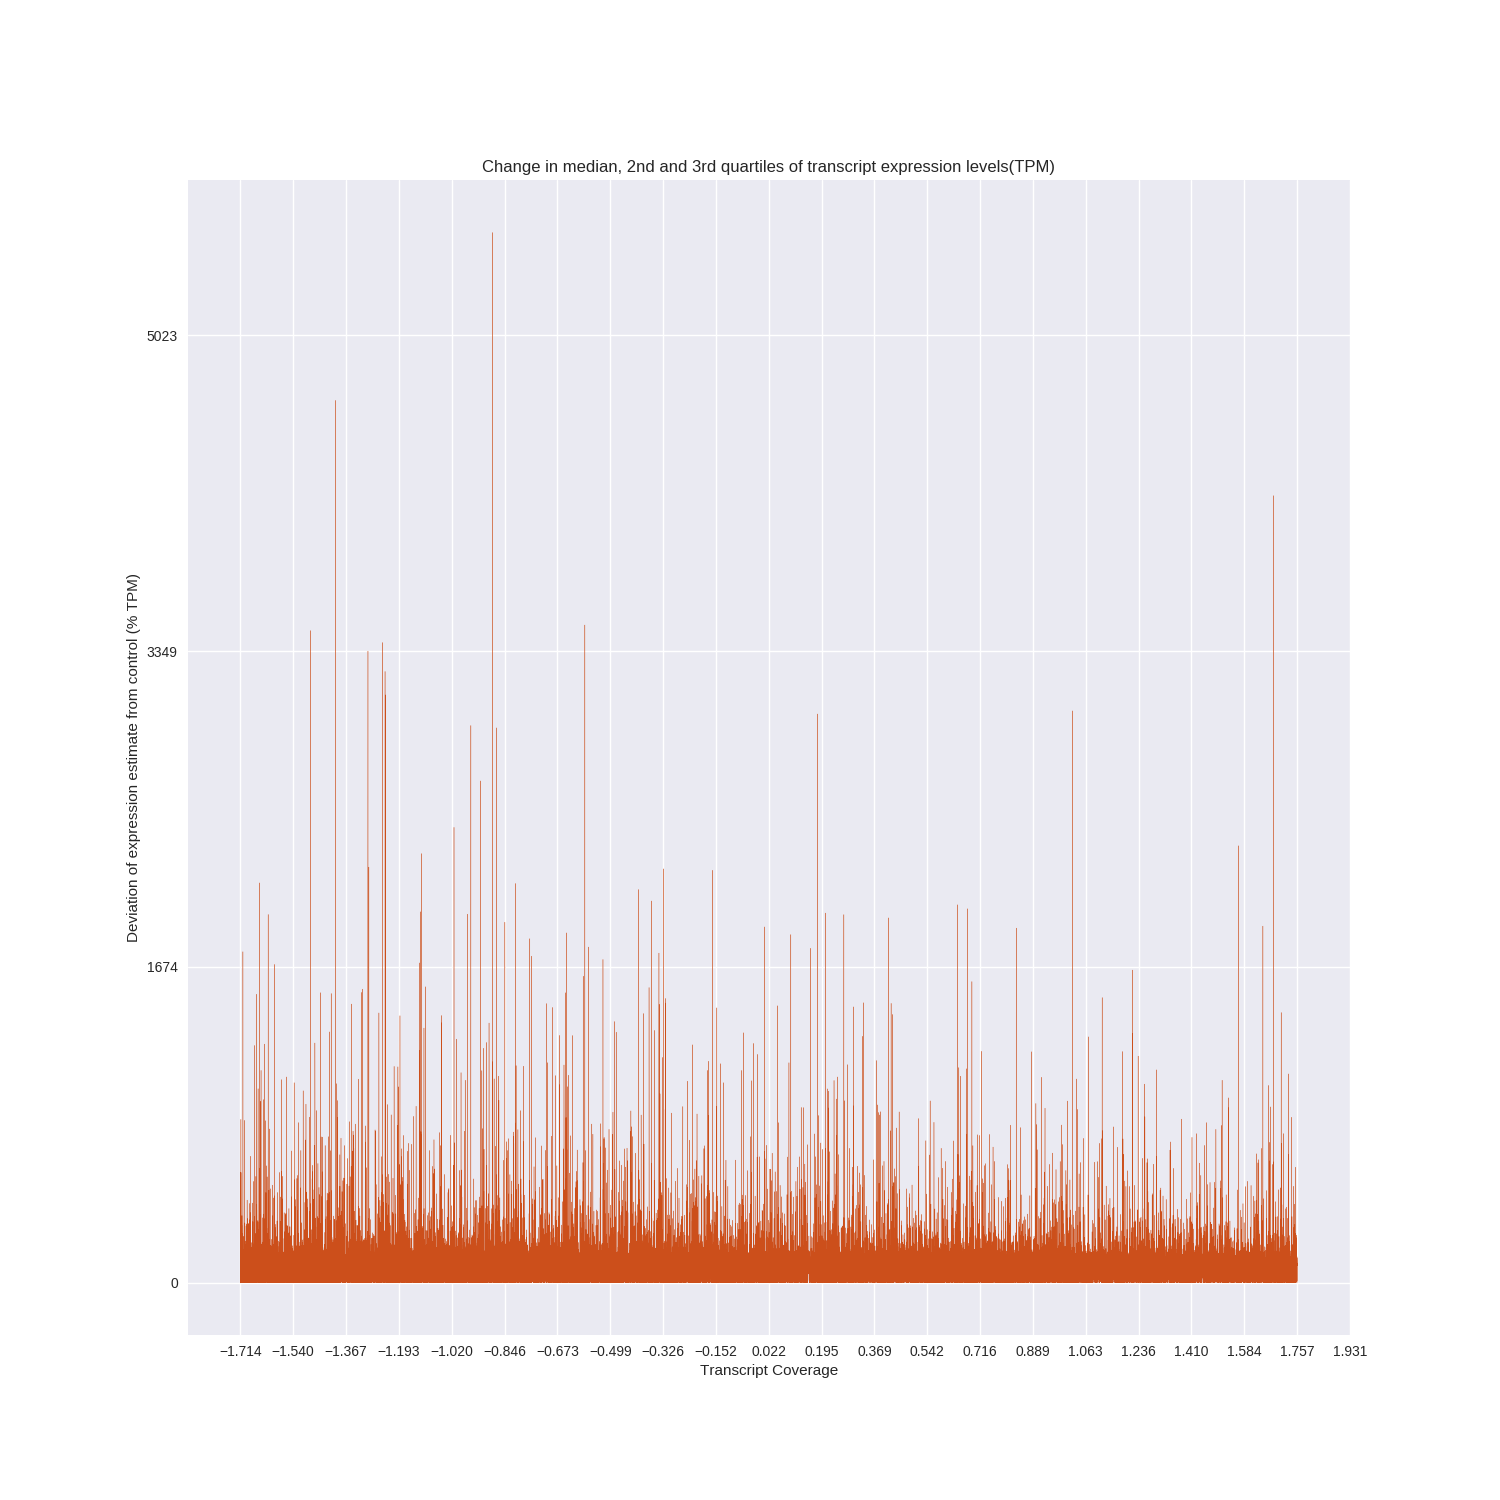 Change in median, 2nd and 3rd quartiles of transcript expression levels(TPM)
Deviation of expression estimate from control (% TPM)
5023
3349
1674
0
−1.714 −1.540 −1.367 −1.193 −1.020 −0.846 −0.673 −0.499 −0.326 −0.152 0.022 0.195 0.369 0.542 0.716 0.889 1.063 1.236 1.410 1.584 1.757 1.931
Transcript Coverage